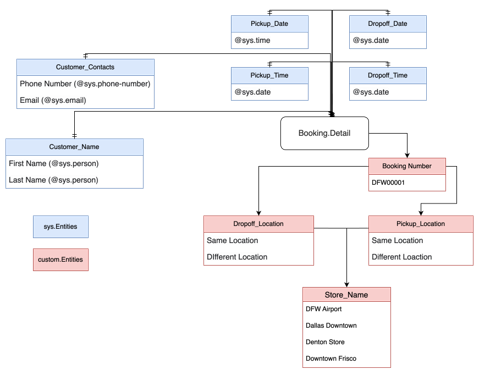 Pickup_Date
@sys.time
Dropoff_Date
@sys.date
Customer_Contacts
Phone Number (@sys.phone-number)
Email (@sys.email)
Pickup_Time
@sys.date
Dropoff_Time
@sys.date
Customer_Name
First Name (@sys.person)
Last Name (@sys.person)
Booking.Detail
Booking Number
DFW00001
sys.Entities
custom.Entities
Dropoff_Location
Same Location
DIfferent Location
Pickup_Location
Same Location
Different Loaction
Store_Name
DFW Airport
Dallas Downtown
Denton Store
Downtown Frisco